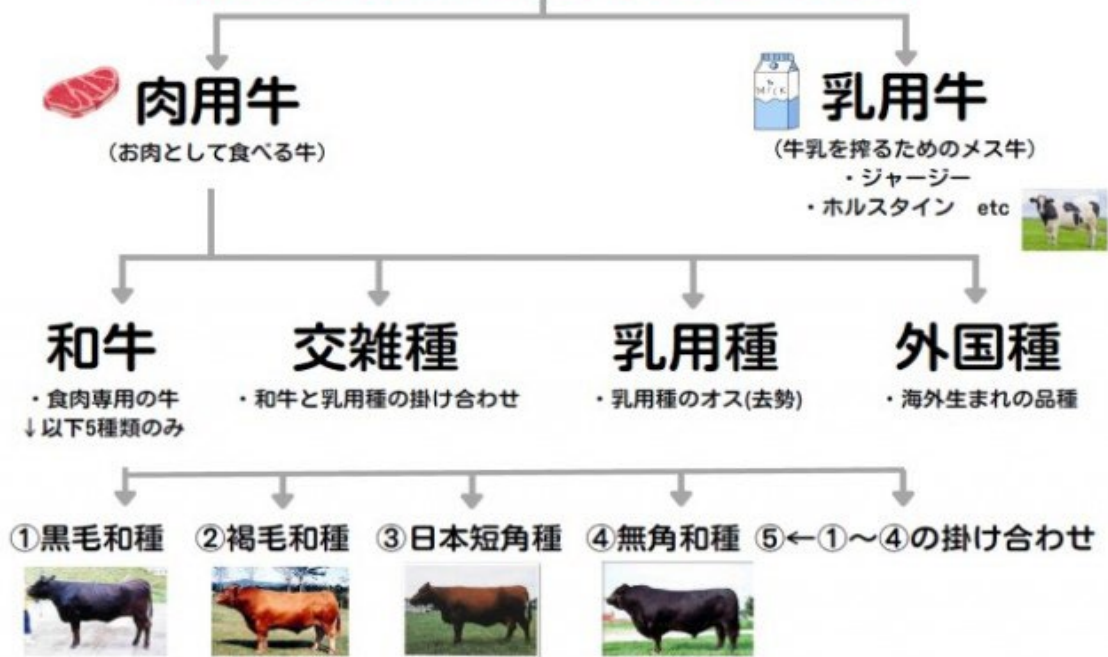 肉用牛
(お肉として食べる牛)
MILK
乳用牛
(牛乳を搾るためのメス牛)
・ジャージー
・ホルスタイン etc
和牛
・食肉専用の牛
↓以下5種類のみ
交雑種
・和牛と乳用種の掛け合わせ
乳用種
・乳用種のオス(去勢)
外国種
・海外生まれの品種
①黒毛和種
②褐毛和種
③日本短角種
④無角和種
⑤←①～④の掛け合わせ